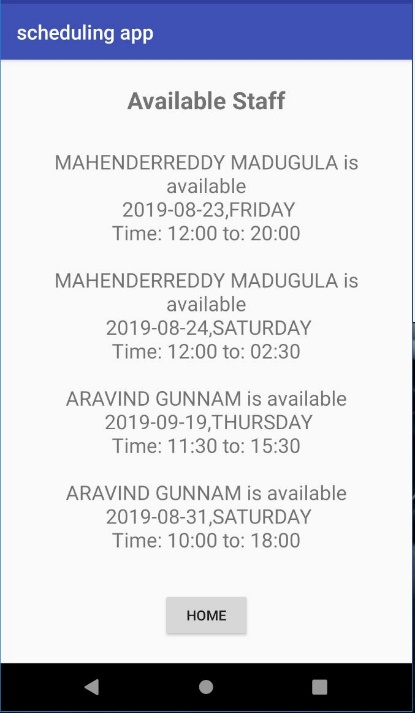 scheduling app
Available Staff
MAHENDERREDDY MADUGULA is
available
2019-08-23,FRIDAY
Time: 12:00 to: 20:00
MAHENDERREDDY MADUGULA is
available
2019-08-24,SATURDAY
Time: 12:00 to: 02:30
ARAVIND GUNNAM is available
2019-09-19,THURSDAY
Time: 11:30 to: 15:30
ARAVIND GUNNAM is available
2019-08-31,SATURDAY
Time: 10:00 to: 18:00
HOME